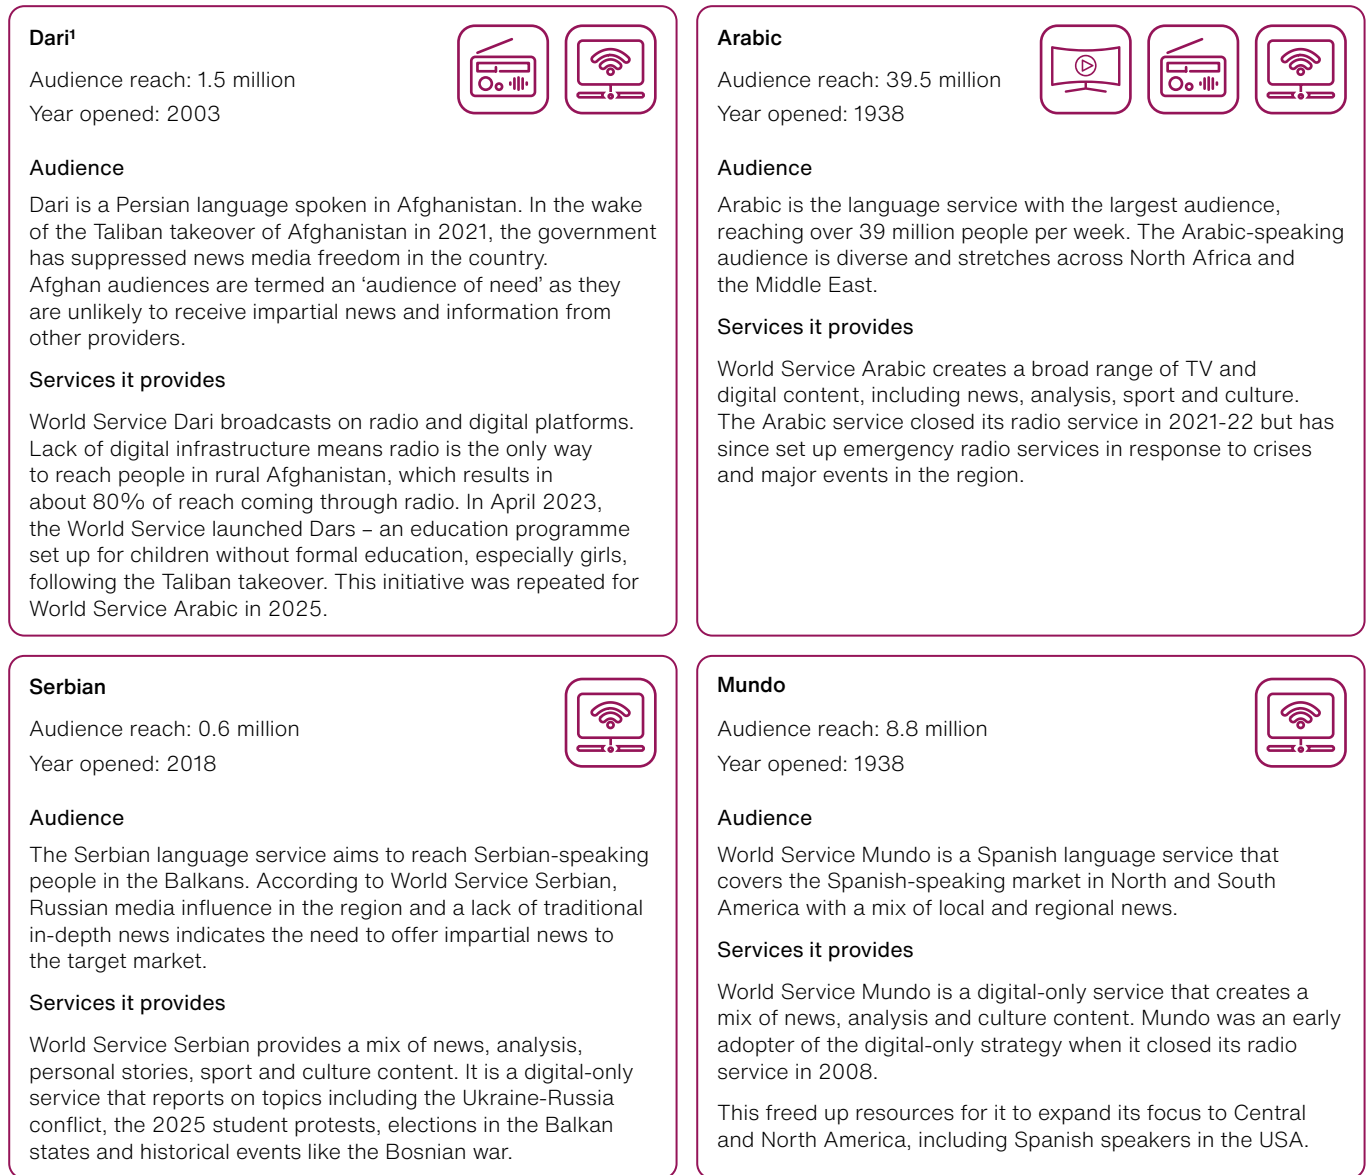 Dari¹
Audience reach: 1.5 million
Year opened: 2003
Audience
Dari is a Persian language spoken in Afghanistan. In the wake
of the Taliban takeover of Afghanistan in 2021, the government
has suppressed news media freedom in the country.
Afghan audiences are termed an ‘audience of need’ as they
are unlikely to receive impartial news and information from
other providers.
Services it provides
World Service Dari broadcasts on radio and digital platforms.
Lack of digital infrastructure means radio is the only way
to reach people in rural Afghanistan, which results in
about 80% of reach coming through radio. In April 2023,
the World Service launched Dars – an education programme
set up for children without formal education, especially girls,
following the Taliban takeover. This initiative was repeated for
World Service Arabic in 2025.
Arabic
Audience reach: 39.5 million
Year opened: 1938
Audience
Arabic is the language service with the largest audience,
reaching over 39 million people per week. The Arabic-speaking
audience is diverse and stretches across North Africa and
the Middle East.
Services it provides
World Service Arabic creates a broad range of TV and
digital content, including news, analysis, sport and culture.
The Arabic service closed its radio service in 2021-22 but has
since set up emergency radio services in response to crises
and major events in the region.
Serbian
Audience reach: 0.6 million
Year opened: 2018
Audience
The Serbian language service aims to reach Serbian-speaking
people in the Balkans. According to World Service Serbian,
Russian media influence in the region and a lack of traditional
in-depth news indicates the need to offer impartial news to
the target market.
Services it provides
World Service Serbian provides a mix of news, analysis,
personal stories, sport and culture content. It is a digital-only
service that reports on topics including the Ukraine-Russia
conflict, the 2025 student protests, elections in the Balkan
states and historical events like the Bosnian war.
Mundo
Audience reach: 8.8 million
Year opened: 1938
Audience
World Service Mundo is a Spanish language service that
covers the Spanish-speaking market in North and South
America with a mix of local and regional news.
Services it provides
World Service Mundo is a digital-only service that creates a
mix of news, analysis and culture content. Mundo was an early
adopter of the digital-only strategy when it closed its radio
service in 2008.
This freed up resources for it to expand its focus to Central
and North America, including Spanish speakers in the USA.